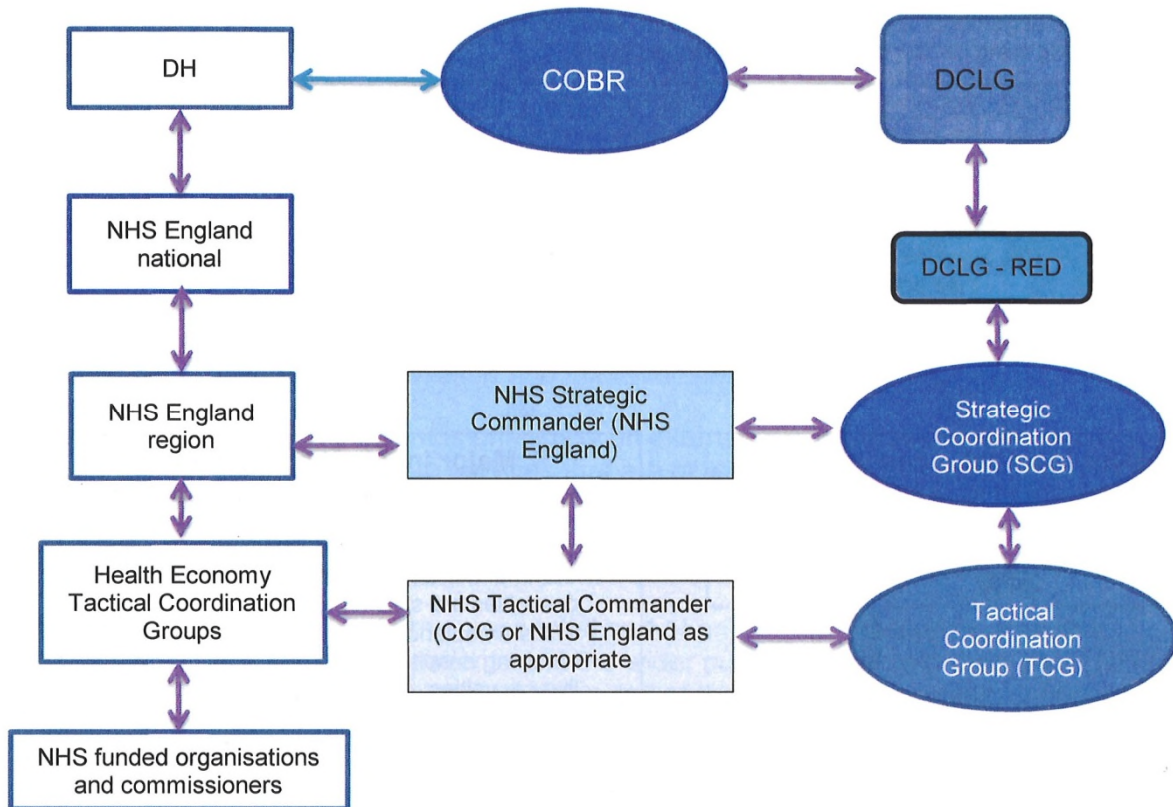 DH
COBR
DCLG
NHS England
national
DCLG - RED
NHS England
region
NHS Strategic
Commander (NHS
England)
Strategic
Coordination
Group (SCG)
Health Economy
Tactical Coordination
Groups
NHS Tactical Commander
(CCG or NHS England as
appropriate
Tactical
Coordination
Group (TCG)
NHS funded organisations
and commissioners